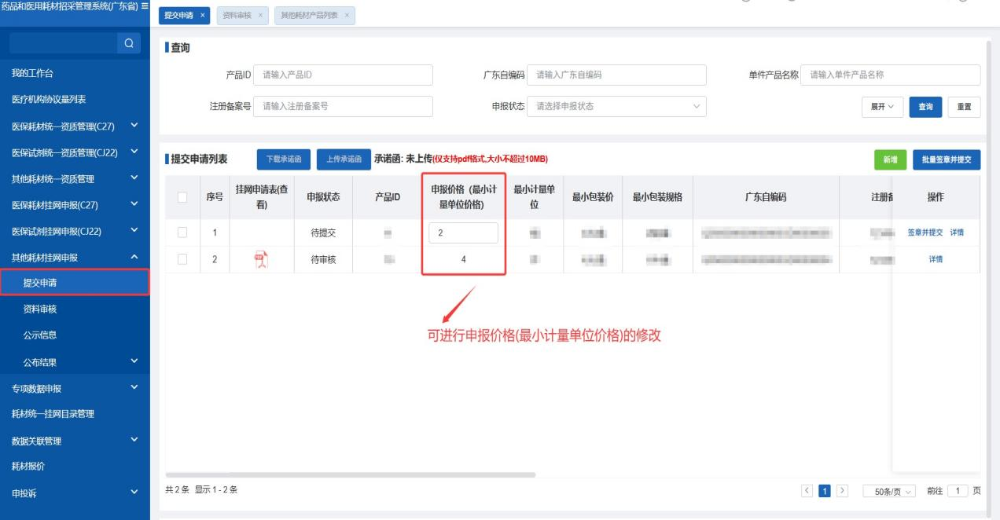 药品和医用耗材招采管理系统(广东省)
提交申请 ×
资料审核 ×
其他耗材产品列表 ×
我的工作台
医疗机构协议量列表
医保耗材统一资质管理(C27)
医保试剂统一资质管理(CJ22)
其他耗材统一资质管理
医保耗材挂网申报(C27)
医保试剂挂网申报(CJ22)
其他耗材挂网申报
提交申请
资料审核
公示信息
公布结果
专项数据申报
耗材统一挂网目录管理
数据关联管理
耗材报价
申投诉
查询
产品ID 请输入产品ID 广东自编码 请输入广东自编码 单件产品名称 请输入单件产品名称
注册备案号 请输入注册备案号 申报状态 请选择申报状态 展开 查询 重置
提交申请列表 下载承诺函 上传承诺函 承诺函: 未上传(仅支持pdf格式,大小不超过10MB) 新增 批量签章并提交
序号 挂网申请表(查看) 申报状态 产品ID 申报价格（最小计量单位价格) 最小计量单位 最小包装价 最小包装规格 广东自编码 注册备 操作
1 待提交 2 签章并提交 详情
2 PDF 待审核 4 详情
可进行申报价格(最小计量单位价格)的修改
共 2 条 显示 1 - 2 条 1 50条/页 前往 1 页